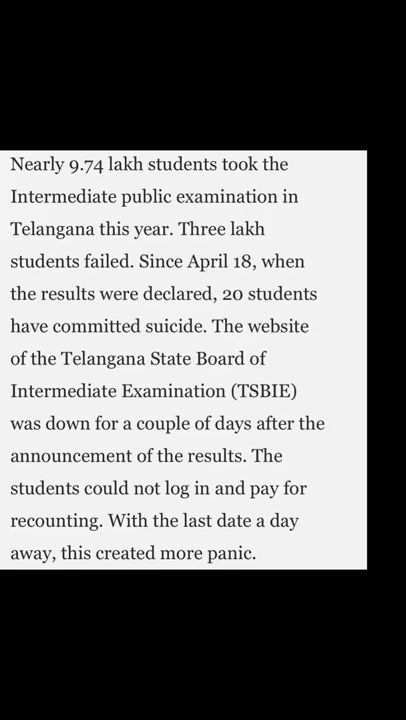 Nearly 9.74 lakh students took the
Intermediate public examination in
Telangana this year. Three lakh
students failed. Since April 18, when
the results were declared, 20 students
have committed suicide. The website
of the Telangana State Board of
Intermediate Examination (TSBIE)
was down for a couple of days after the
announcement of the results. The
students could not log in and pay for
recounting. With the last date a day
away, this created more panic.